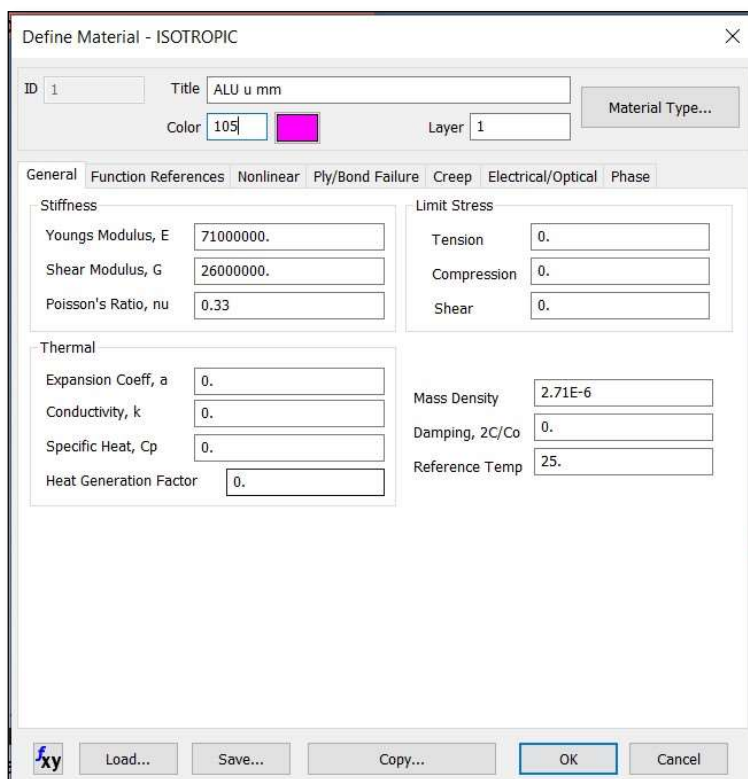 Define Material - ISOTROPIC
ID 1 Title ALU u mm Material Type...
Color 105 Layer 1
General Function References Nonlinear Ply/Bond Failure Creep Electrical/Optical Phase
Stiffness
Youngs Modulus, E 71000000.
Shear Modulus, G 26000000.
Poisson's Ratio, nu 0.33
Limit Stress
Tension 0.
Compression 0.
Shear 0.
Thermal
Expansion Coeff, a 0.
Conductivity, k 0.
Specific Heat, Cp 0.
Heat Generation Factor 0.
Mass Density 2.71E-6
Damping, 2C/Co 0.
Reference Temp 25.
fxy Load... Save... Copy... OK Cancel